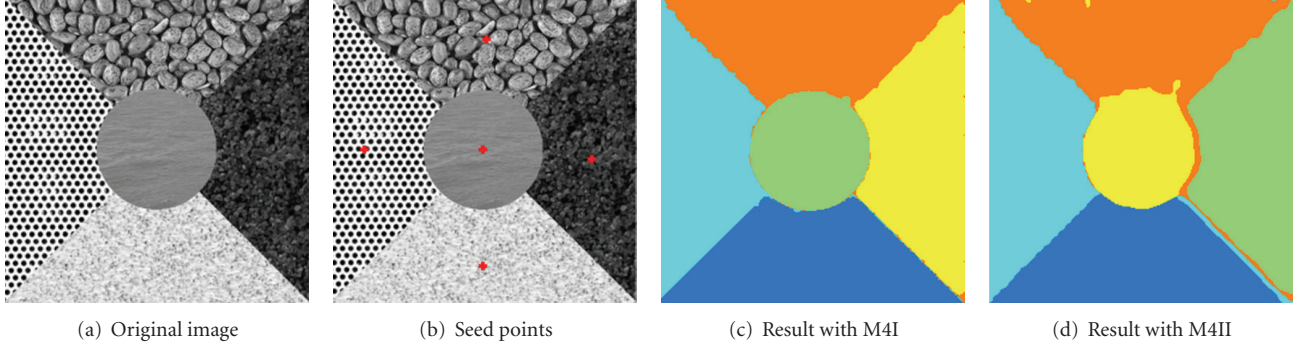 (a) Original image
(b) Seed points
(c) Result with M4I
(d) Result with M4II